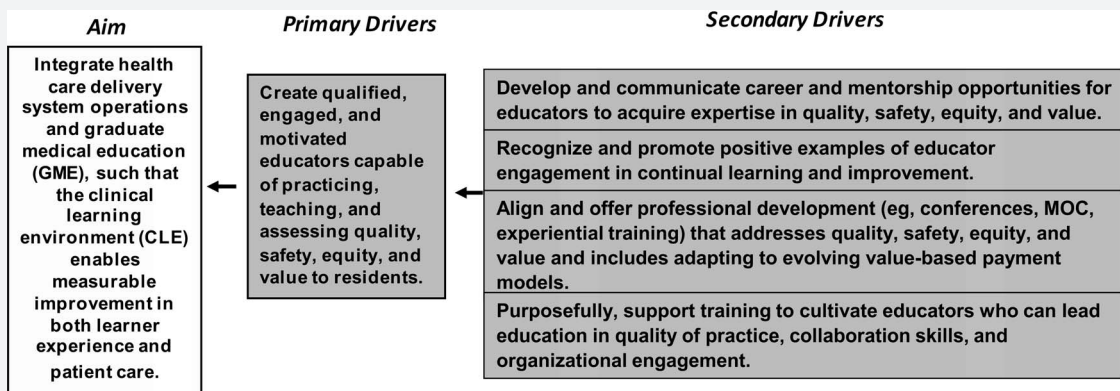 Aim
Primary Drivers
Secondary Drivers
Integrate health
care delivery
system operations
and graduate
medical education
(GME), such that
the clinical
learning
environment (CLE)
enables
measurable
improvement in
both learner
experience and
patient care.
Create qualified,
engaged, and
motivated
educators capable
of practicing,
teaching, and
assessing quality,
safety, equity, and
value to residents.
Develop and communicate career and mentorship opportunities for
educators to acquire expertise in quality, safety, equity, and value.
Recognize and promote positive examples of educator
engagement in continual learning and improvement.
Align and offer professional development (eg, conferences, MOC,
experiential training) that addresses quality, safety, equity, and
value and includes adapting to evolving value-based payment
models.
Purposefully, support training to cultivate educators who can lead
education in quality of practice, collaboration skills, and
organizational engagement.